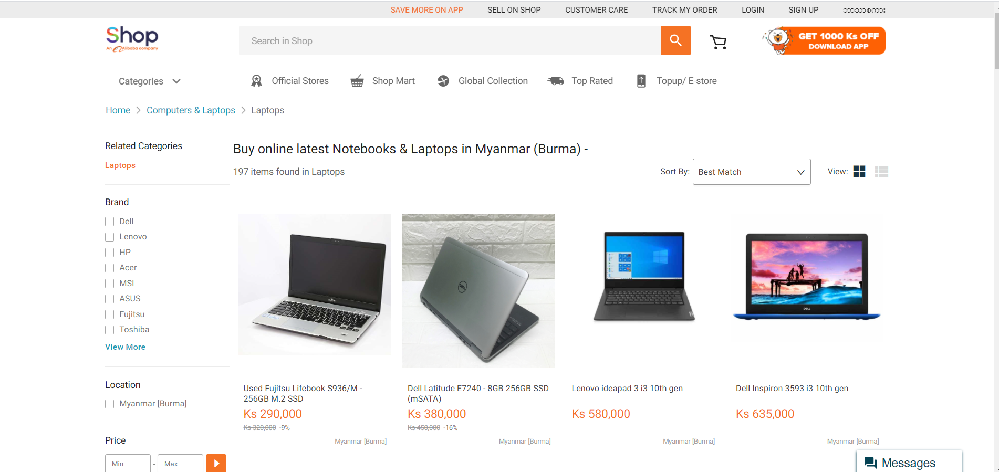 SAVE MORE ON APP
SELL ON SHOP
CUSTOMER CARE
TRACK MY ORDER
LOGIN
SIGN UP
ဘာသာစကား
Shop
An Alibaba company
Search in Shop
GET 1000 Ks OFF
DOWNLOAD APP
Categories
Official Stores
Shop Mart
Global Collection
Top Rated
Topup/ E-store
Home
Computers & Laptops
Laptops
Related Categories
Laptops
Brand
Dell
Lenovo
HP
Acer
MSI
ASUS
Fujitsu
Toshiba
View More
Location
Myanmar [Burma]
Price
Min
-
Max
Buy online latest Notebooks & Laptops in Myanmar (Burma) -
197 items found in Laptops
Sort By:
Best Match
View:
Used Fujitsu Lifebook S936/M -
256GB M.2 SSD
Ks 290,000
Ks 320,000 -9%
Myanmar [Burma]
DELL
Dell Latitude E7240 - 8GB 256GB SSD
(mSATA)
Ks 380,000
Ks 450,000 -16%
Myanmar [Burma]
Lenovo ideapad 3 i3 10th gen
Ks 580,000
Myanmar [Burma]
DELL
Dell Inspiron 3593 i3 10th gen
Ks 635,000
Myanmar [Burma]
Messages